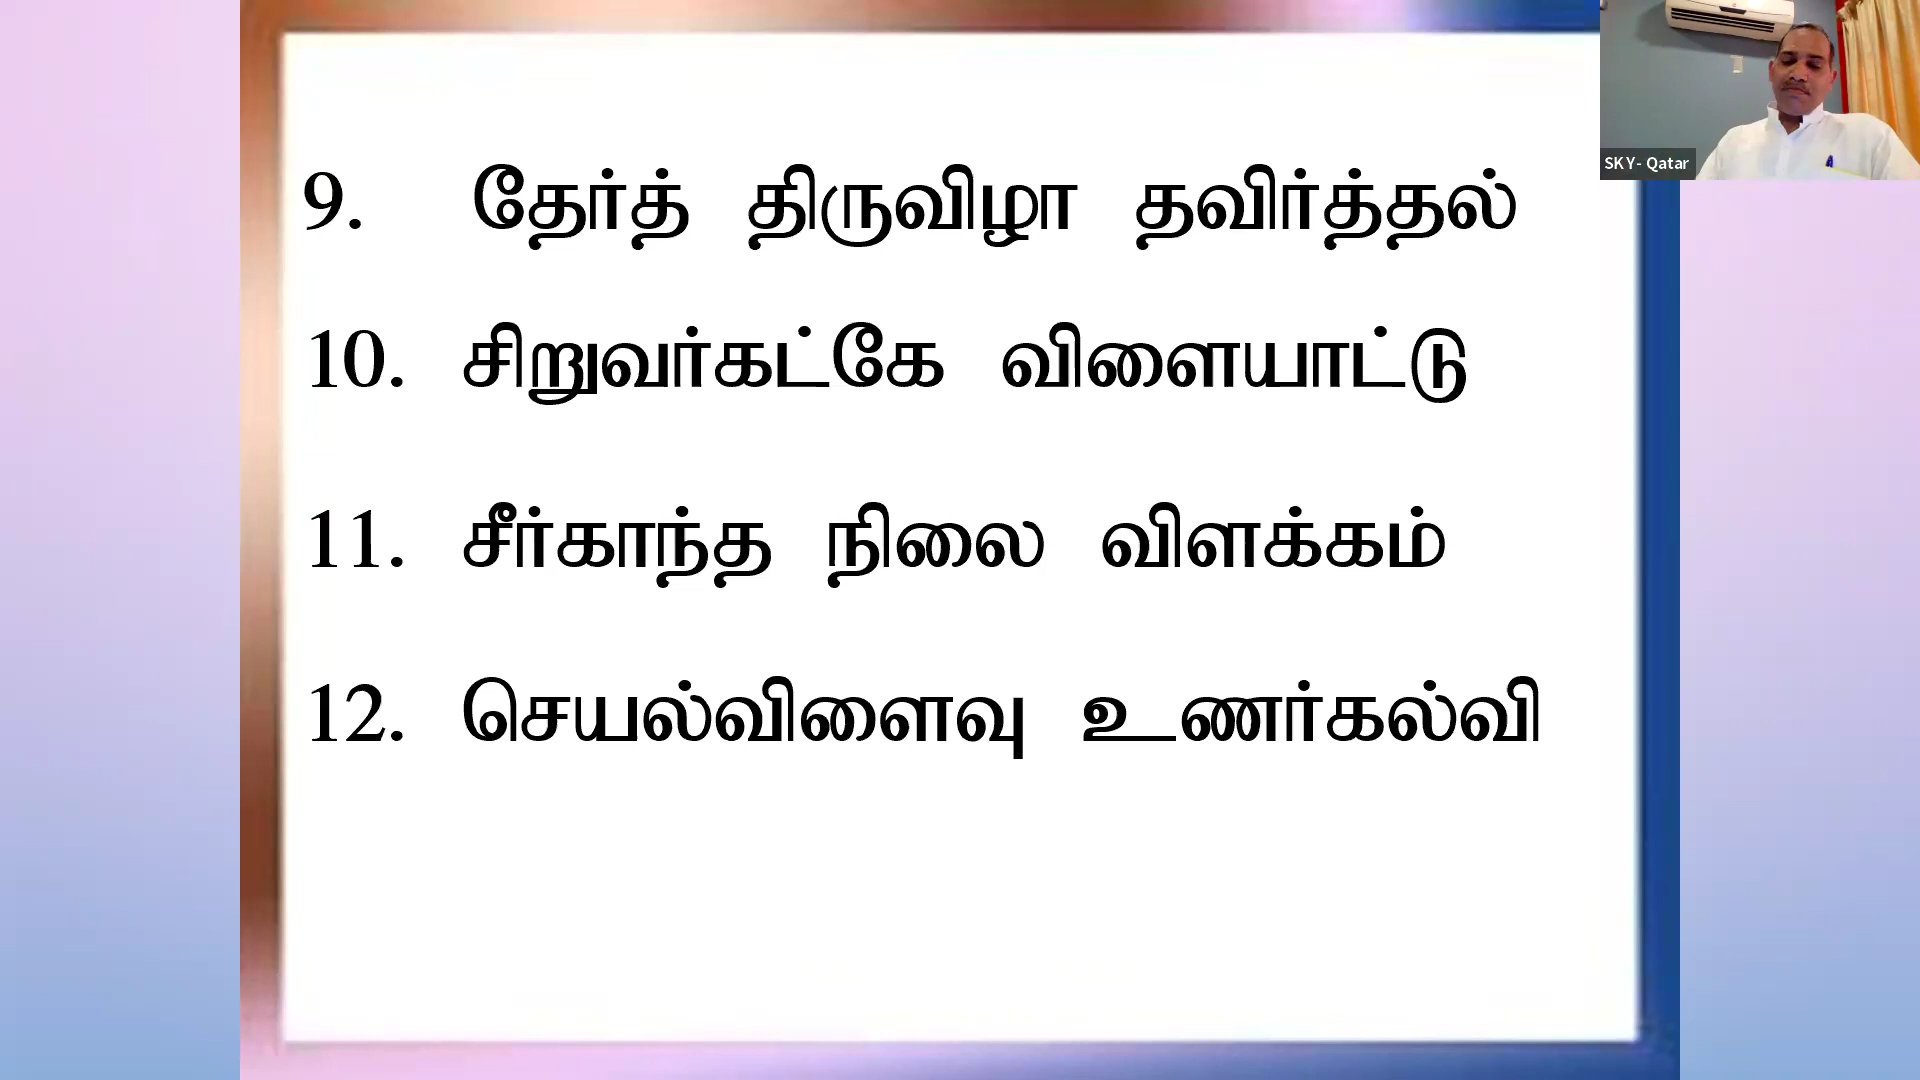 SKY- Qatar
9. தேர்த் திருவிழா தவிர்த்தல்
10. சிறுவர்கட்கே விளையாட்டு
11. சீர்காந்த நிலை விளக்கம்
12. செயல்விளைவு உணர்கல்வி